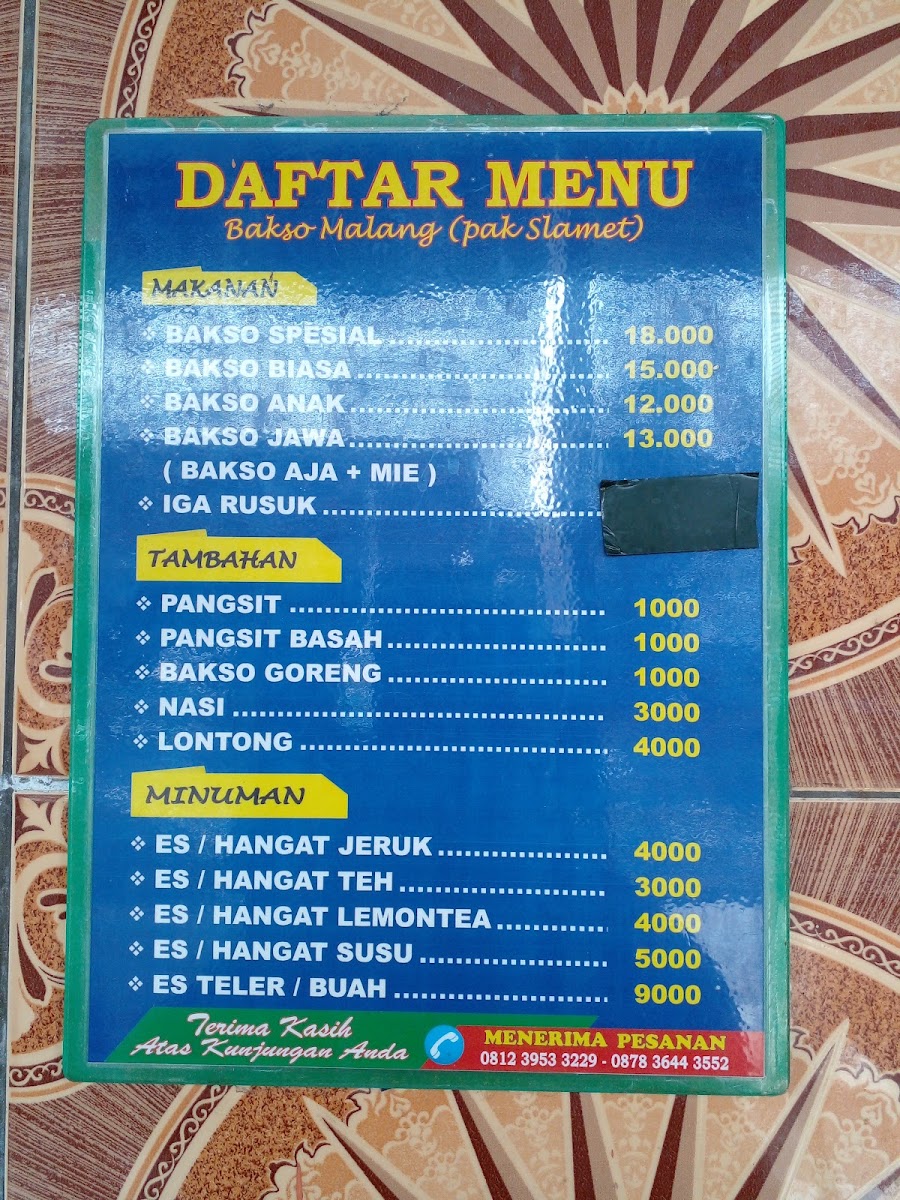 DAFTAR MENU
Bakso Malang (pak Slamet)
MAKANAN
❖ BAKSO SPESIAL ........................ 18.000
❖ BAKSO BIASA ........................ 15.000
❖ BAKSO ANAK ........................ 12.000
❖ BAKSO JAWA ........................ 13.000
( BAKSO AJA + MIE )
❖ IGA RUSUK ........................
TAMBAHAN
❖ PANGSIT ........................ 1000
❖ PANGSIT BASAH ........................ 1000
❖ BAKSO GORENG ........................ 1000
❖ NASI ........................ 3000
❖ LONTONG ........................ 4000
MINUMAN
❖ ES / HANGAT JERUK ........................ 4000
❖ ES / HANGAT TEH ........................ 3000
❖ ES / HANGAT LEMONTEA ........................ 4000
❖ ES / HANGAT SUSU ........................ 5000
❖ ES TELER / BUAH ........................ 9000
Terima Kasih
Atas Kunjungan Anda
MENERIMA PESANAN
0812 3953 3229 - 0878 3644 3552